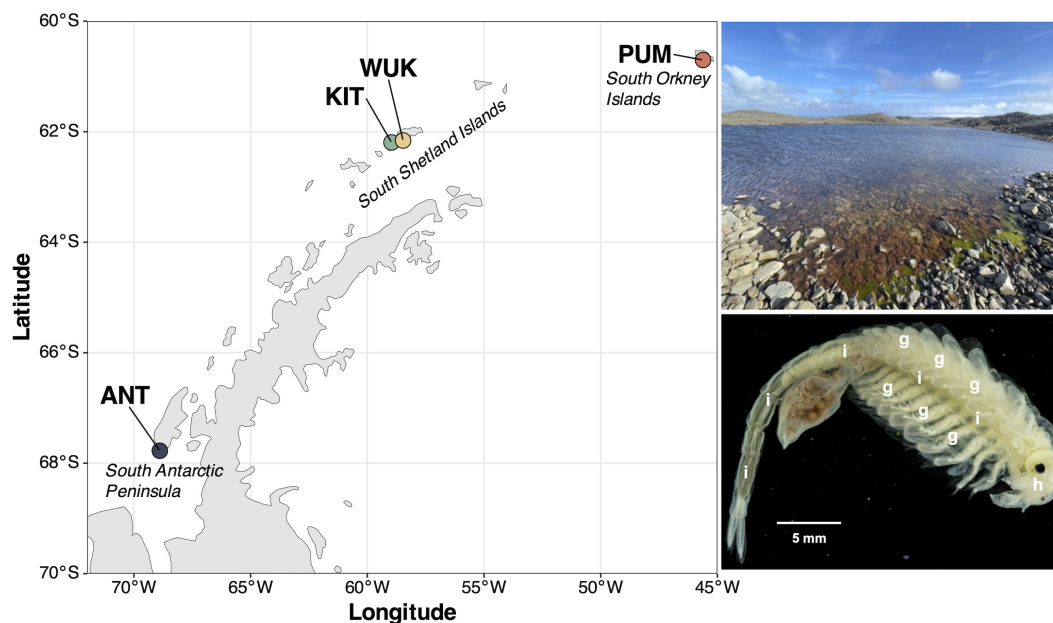 60°S
62°S
64°S
66°S
68°S
70°S
Latitude
70°W
65°W
60°W
55°W
50°W
45°W
Longitude
PUM
South Orkney
Islands
WUK
KIT
South Shetland Islands
ANT
South Antarctic
Peninsula
i
g
g
i
g
g
i
g
i
g
h
i
5 mm